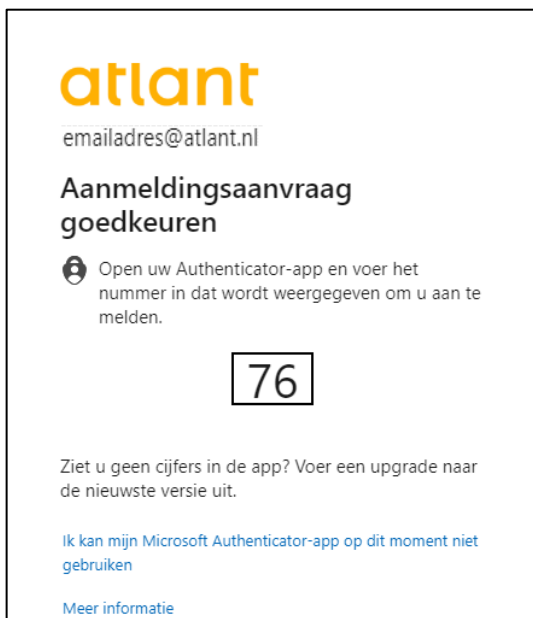 atlant
emailadres@atlant.nl
Aanmeldingsaanvraag
goedkeuren
Open uw Authenticator-app en voer het
nummer in dat wordt weergegeven om u aan te
melden.
76
Ziet u geen cijfers in de app? Voer een upgrade naar
de nieuwste versie uit.
Ik kan mijn Microsoft Authenticator-app op dit moment niet
gebruiken
Meer informatie